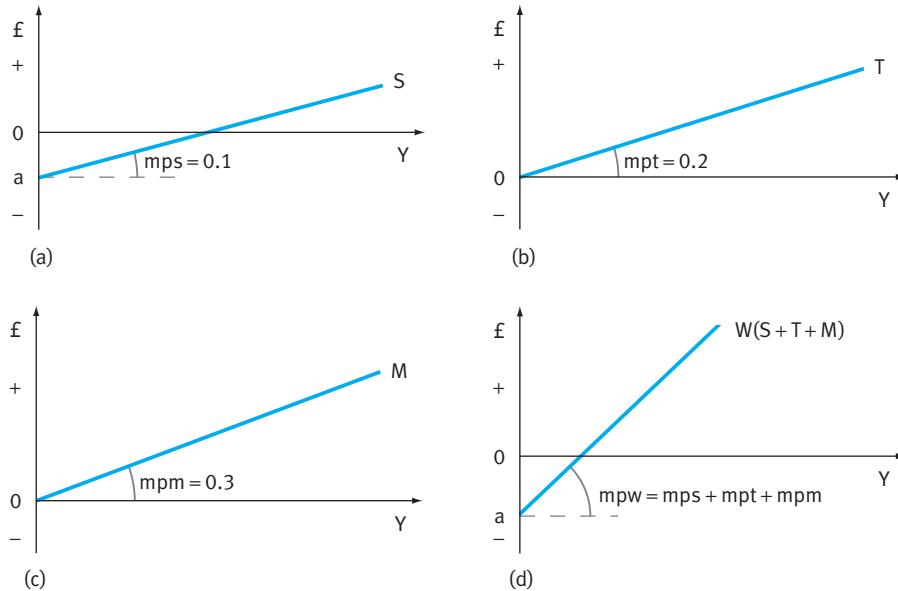 £
+
S
0
Y
mps = 0.1
a
−
(a)
£
+
T
mpt = 0.2
0
Y
−
(b)
£
+
M
mpm = 0.3
0
Y
−
(c)
£
W(S + T + M)
+
0
Y
mpw = mps + mpt + mpm
a
−
(d)